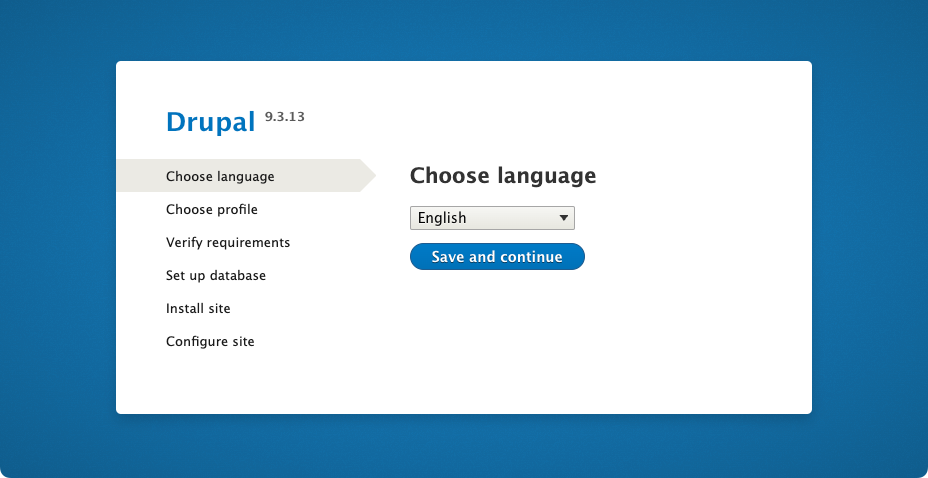 Drupal 9.3.13
Choose language
Choose profile
Verify requirements
Set up database
Install site
Configure site
Choose language
English
Save and continue